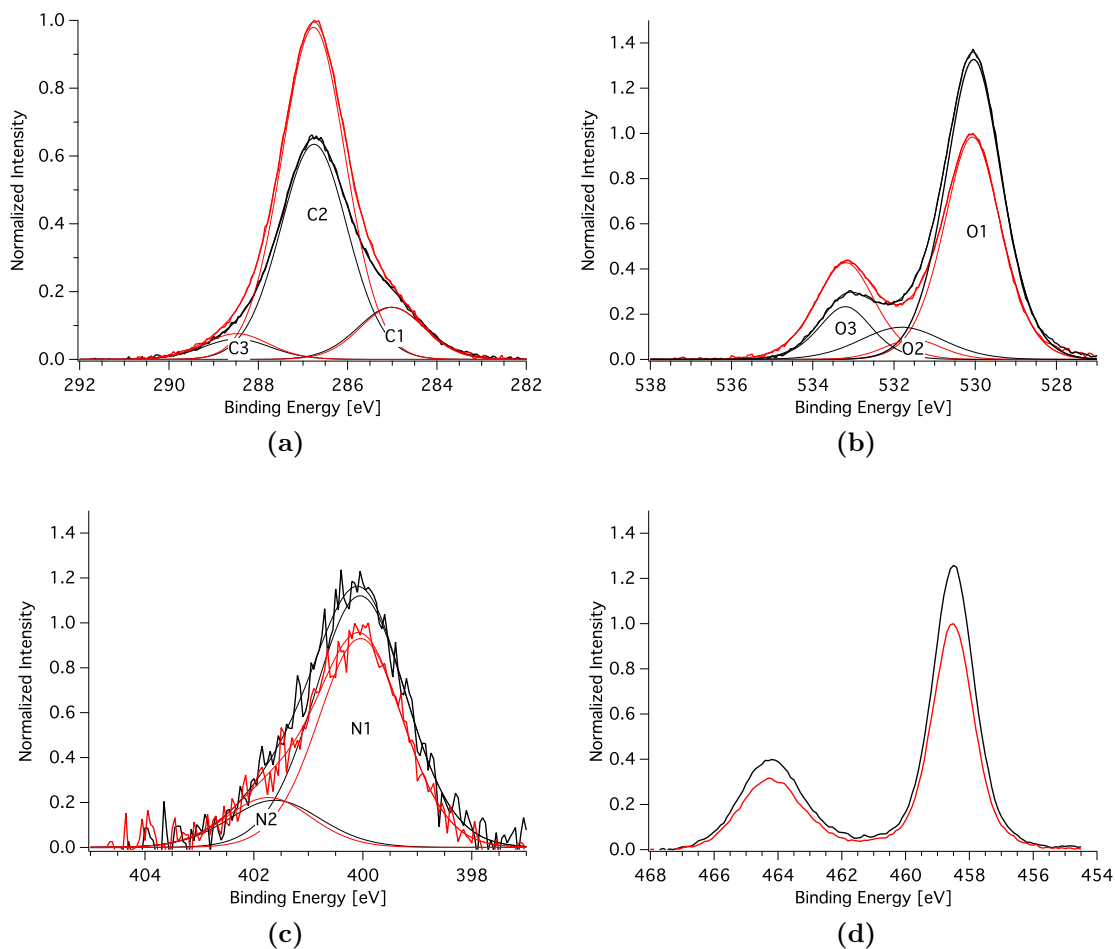 1.0
0.8
0.6
0.4
0.2
0.0
Normalized Intensity
C2
C1
C3
292 290 288 286 284 282
Binding Energy [eV]
(a)
1.4
1.2
1.0
0.8
0.6
0.4
0.2
0.0
Normalized Intensity
O1
O3
O2
538 536 534 532 530 528
Binding Energy [eV]
(b)
1.4
1.2
1.0
0.8
0.6
0.4
0.2
0.0
Normalized Intensity
N1
N2
404 402 400 398
Binding Energy [eV]
(c)
1.4
1.2
1.0
0.8
0.6
0.4
0.2
0.0
Normalized Intensity
468 466 464 462 460 458 456 454
Binding Energy [eV]
(d)